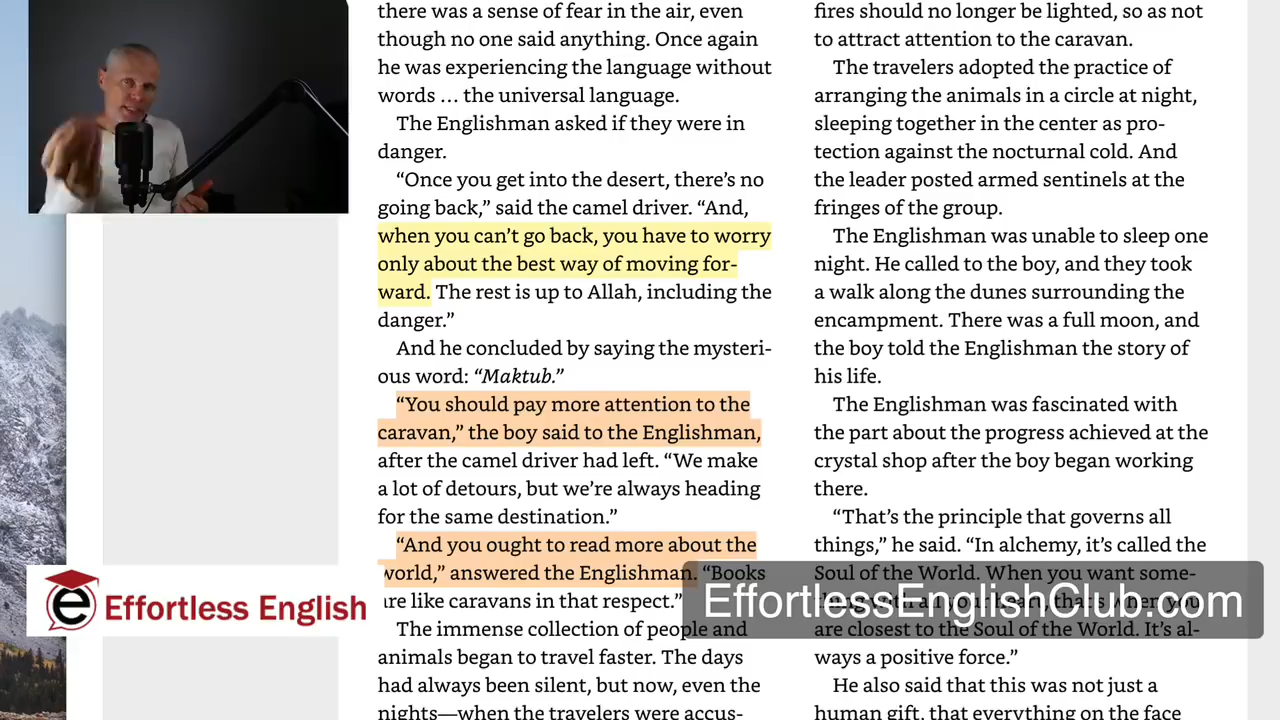 there was a sense of fear in the air, even
though no one said anything. Once again
he was experiencing the language without
words … the universal language.
The Englishman asked if they were in
danger.
“Once you get into the desert, there’s no
going back,” said the camel driver. “And,
when you can’t go back, you have to worry
only about the best way of moving for-
ward. The rest is up to Allah, including the
danger.”
And he concluded by saying the mysteri-
ous word: “Maktub.”
“You should pay more attention to the
caravan,” the boy said to the Englishman,
after the camel driver had left. “We make
a lot of detours, but we’re always heading
for the same destination.”
“And you ought to read more about the
world,” answered the Englishman. “Books
are like caravans in that respect.”
The immense collection of people and
animals began to travel faster. The days
had always been silent, but now, even the
nights—when the travelers were accus-
fires should no longer be lighted, so as not
to attract attention to the caravan.
The travelers adopted the practice of
arranging the animals in a circle at night,
sleeping together in the center as pro-
tection against the nocturnal cold. And
the leader posted armed sentinels at the
fringes of the group.
The Englishman was unable to sleep one
night. He called to the boy, and they took
a walk along the dunes surrounding the
encampment. There was a full moon, and
the boy told the Englishman the story of
his life.
The Englishman was fascinated with
the part about the progress achieved at the
crystal shop after the boy began working
there.
“That’s the principle that governs all
things,” he said. “In alchemy, it’s called the
Soul of the World. When you want some-
thing with all your heart, that’s when you
are closest to the Soul of the World. It’s al-
ways a positive force.”
He also said that this was not just a
human gift, that everything on the face
e Effortless English
EffortlessEnglishClub.com